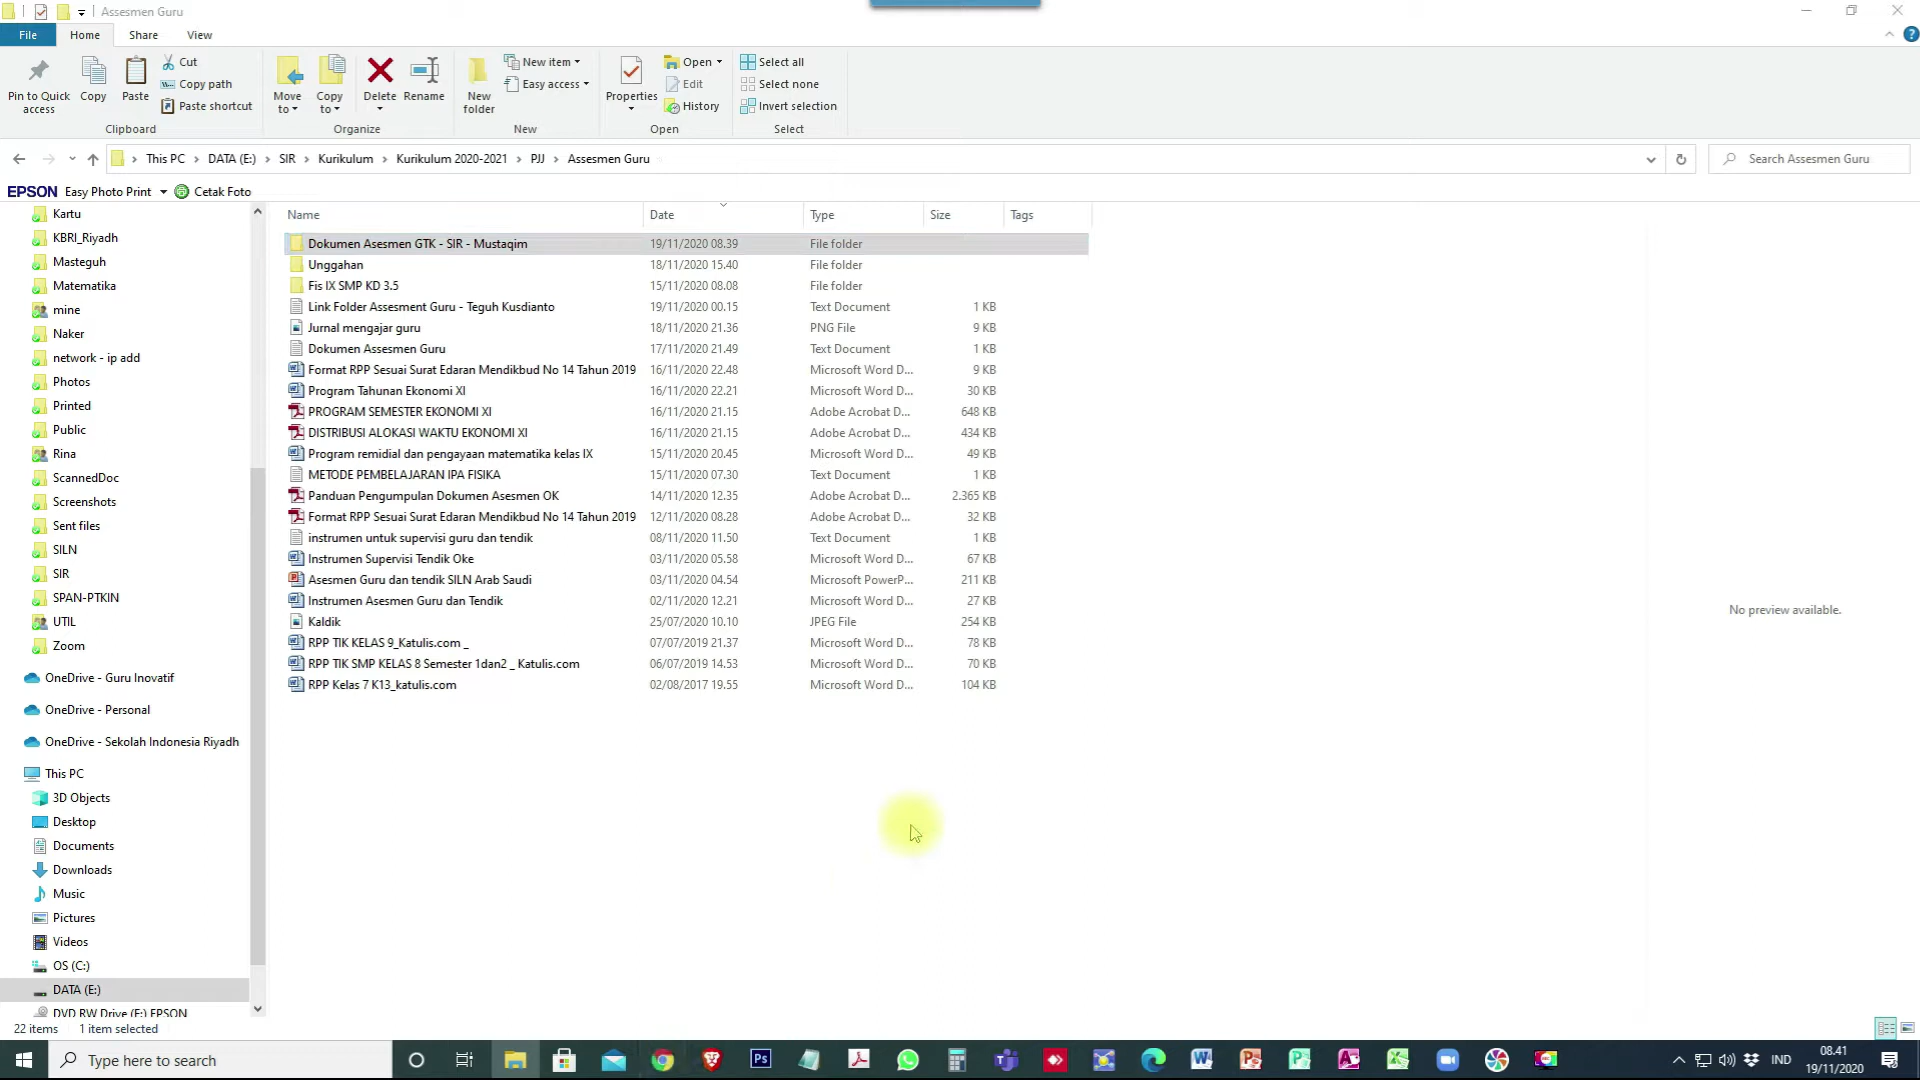 Assesmen Guru
File Home Share View
Pin to Quick access
Copy
Paste
Cut
Copy path
Paste shortcut
Clipboard
Move to
Copy to
Delete
Rename
Organize
New folder
New item
Easy access
New
Properties
Open
Edit
History
Open
Select all
Select none
Invert selection
Select
This PC > DATA (E:) > SIR > Kurikulum > Kurikulum 2020-2021 > PJJ > Assesmen Guru
Search Assesmen Guru
EPSON Easy Photo Print Cetak Foto
Kartu
KBRI_Riyadh
Masteguh
Matematika
mine
Naker
network - ip add
Photos
Printed
Public
Rina
ScannedDoc
Screenshots
Sent files
SILN
SIR
SPAN-PTKIN
UTIL
Zoom
OneDrive - Guru Inovatif
OneDrive - Personal
OneDrive - Sekolah Indonesia Riyadh
This PC
3D Objects
Desktop
Documents
Downloads
Music
Pictures
Videos
OS (C:)
DATA (E:)
DVD RW Drive (F:) EPSON
Name Date Type Size Tags
Dokumen Asesmen GTK - SIR - Mustaqim 19/11/2020 08.39 File folder
Unggahan 18/11/2020 15.40 File folder
Fis IX SMP KD 3.5 15/11/2020 08.08 File folder
Link Folder Assesment Guru - Teguh Kusdianto 19/11/2020 00.15 Text Document 1 KB
Jurnal mengajar guru 18/11/2020 21.36 PNG File 9 KB
Dokumen Assesmen Guru 17/11/2020 21.49 Text Document 1 KB
Format RPP Sesuai Surat Edaran Mendikbud No 14 Tahun 2019 16/11/2020 22.48 Microsoft Word D... 9 KB
Program Tahunan Ekonomi XI 16/11/2020 22.21 Microsoft Word D... 30 KB
PROGRAM SEMESTER EKONOMI XI 16/11/2020 21.15 Adobe Acrobat D... 648 KB
DISTRIBUSI ALOKASI WAKTU EKONOMI XI 16/11/2020 21.15 Adobe Acrobat D... 434 KB
Program remidial dan pengayaan matematika kelas IX 15/11/2020 20.45 Microsoft Word D... 49 KB
METODE PEMBELAJARAN IPA FISIKA 15/11/2020 07.30 Text Document 1 KB
Panduan Pengumpulan Dokumen Asesmen OK 14/11/2020 12.35 Adobe Acrobat D... 2.365 KB
Format RPP Sesuai Surat Edaran Mendikbud No 14 Tahun 2019 12/11/2020 08.28 Adobe Acrobat D... 32 KB
instrumen untuk supervisi guru dan tendik 08/11/2020 11.50 Text Document 1 KB
Instrumen Supervisi Tendik Oke 03/11/2020 05.58 Microsoft Word D... 67 KB
Asesmen Guru dan tendik SILN Arab Saudi 03/11/2020 04.54 Microsoft PowerP... 211 KB
Instrumen Asesmen Guru dan Tendik 02/11/2020 12.21 Microsoft Word D... 27 KB
Kaldik 25/07/2020 10.10 JPEG File 254 KB
RPP TIK KELAS 9_Katulis.com _ 07/07/2019 21.37 Microsoft Word D... 78 KB
RPP TIK SMP KELAS 8 Semester 1dan2 _ Katulis.com 06/07/2019 14.53 Microsoft Word D... 70 KB
RPP Kelas 7 K13_katulis.com 02/08/2017 19.55 Microsoft Word D... 104 KB
No preview available.
22 items 1 item selected
Type here to search
Ps
IND
08.41
19/11/2020